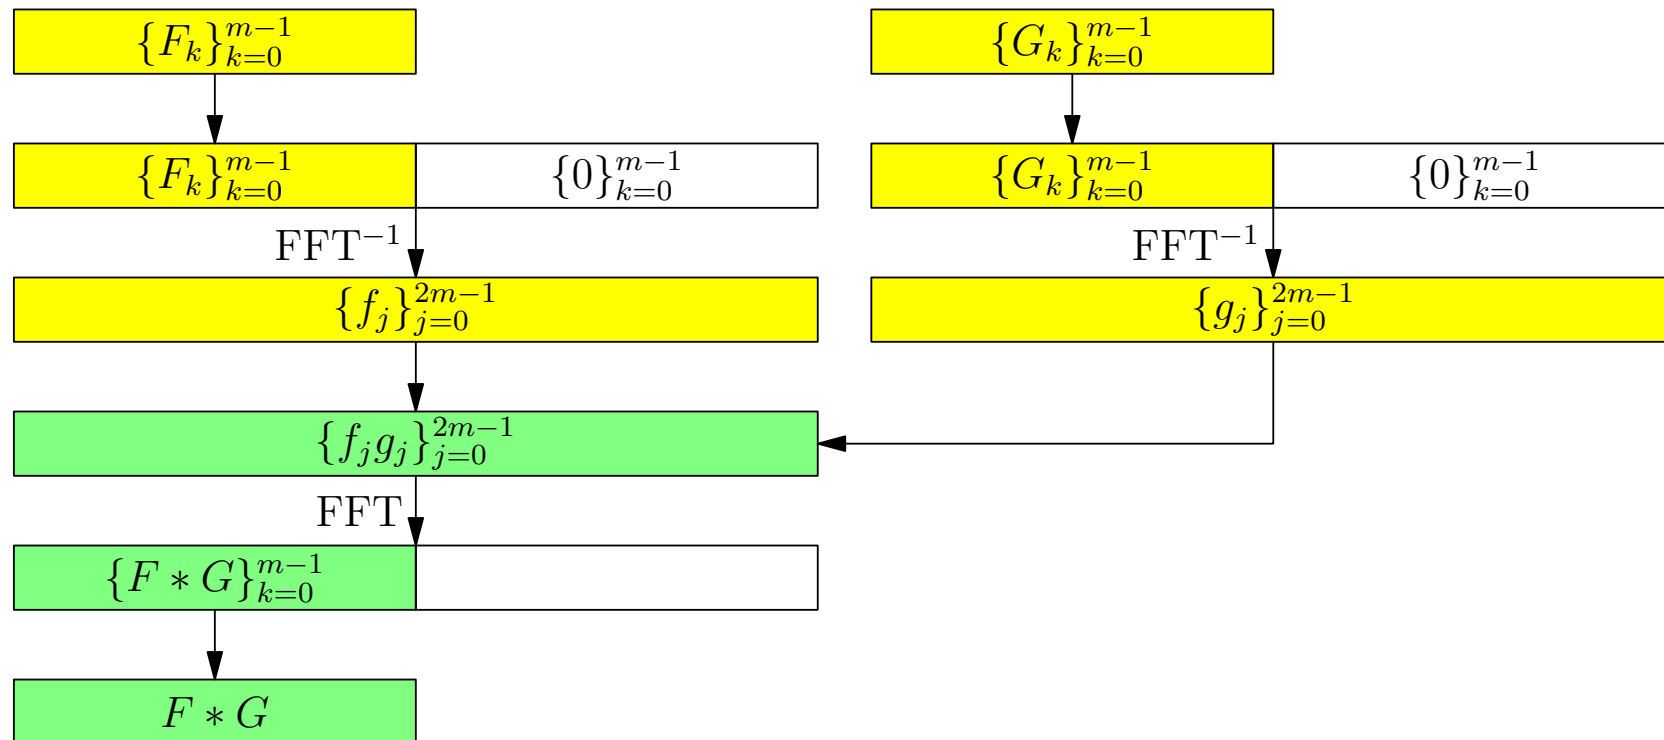 $\{F_k\}_{k=0}^{m-1}$ $\{G_k\}_{k=0}^{m-1}$
$\{F_k\}_{k=0}^{m-1}$ $\{0\}_{k=0}^{m-1}$ $\{G_k\}_{k=0}^{m-1}$ $\{0\}_{k=0}^{m-1}$
$\mathrm{FFT}^{-1}$ $\mathrm{FFT}^{-1}$
$\{f_j\}_{j=0}^{2m-1}$ $\{g_j\}_{j=0}^{2m-1}$
$\{f_j g_j\}_{j=0}^{2m-1}$
FFT
$\{F * G\}_{k=0}^{m-1}$
$F * G$